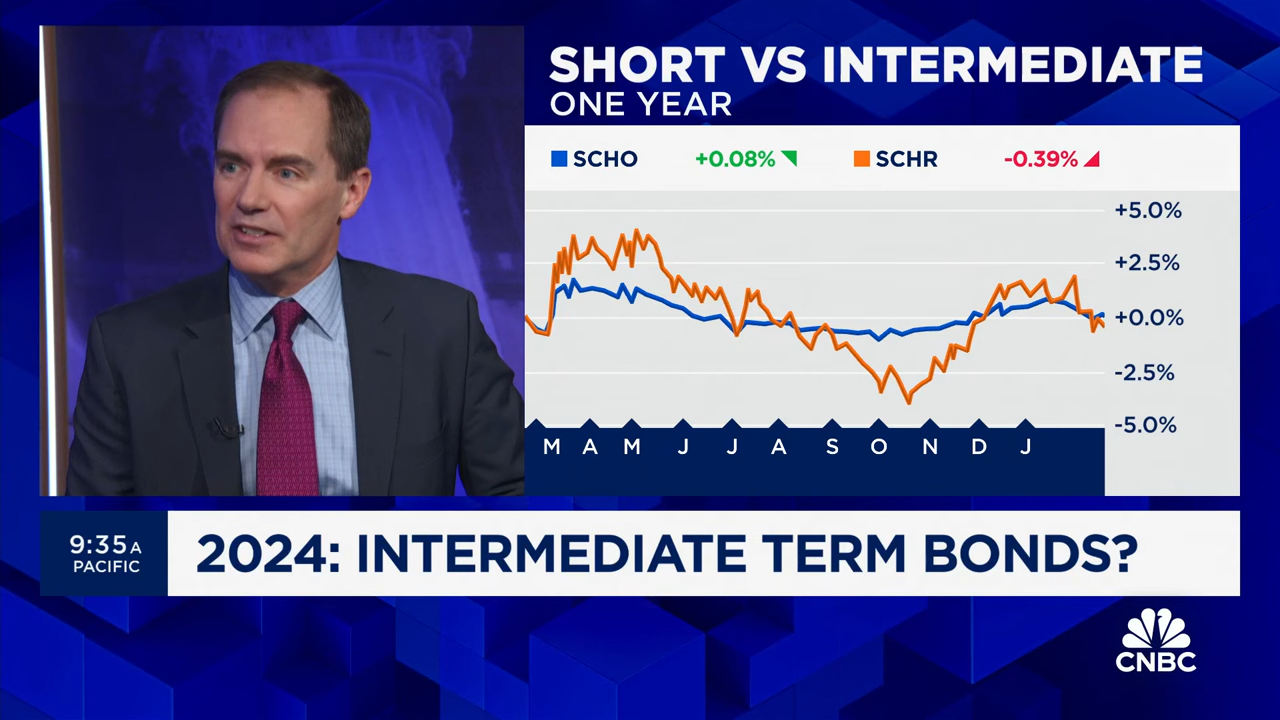 SHORT VS INTERMEDIATE
ONE YEAR
SCHO +0.08% SCHR -0.39%
+5.0%
+2.5%
+0.0%
-2.5%
-5.0%
M A M J J A S O N D J
9:35A
PACIFIC
2024: INTERMEDIATE TERM BONDS?
CNBC